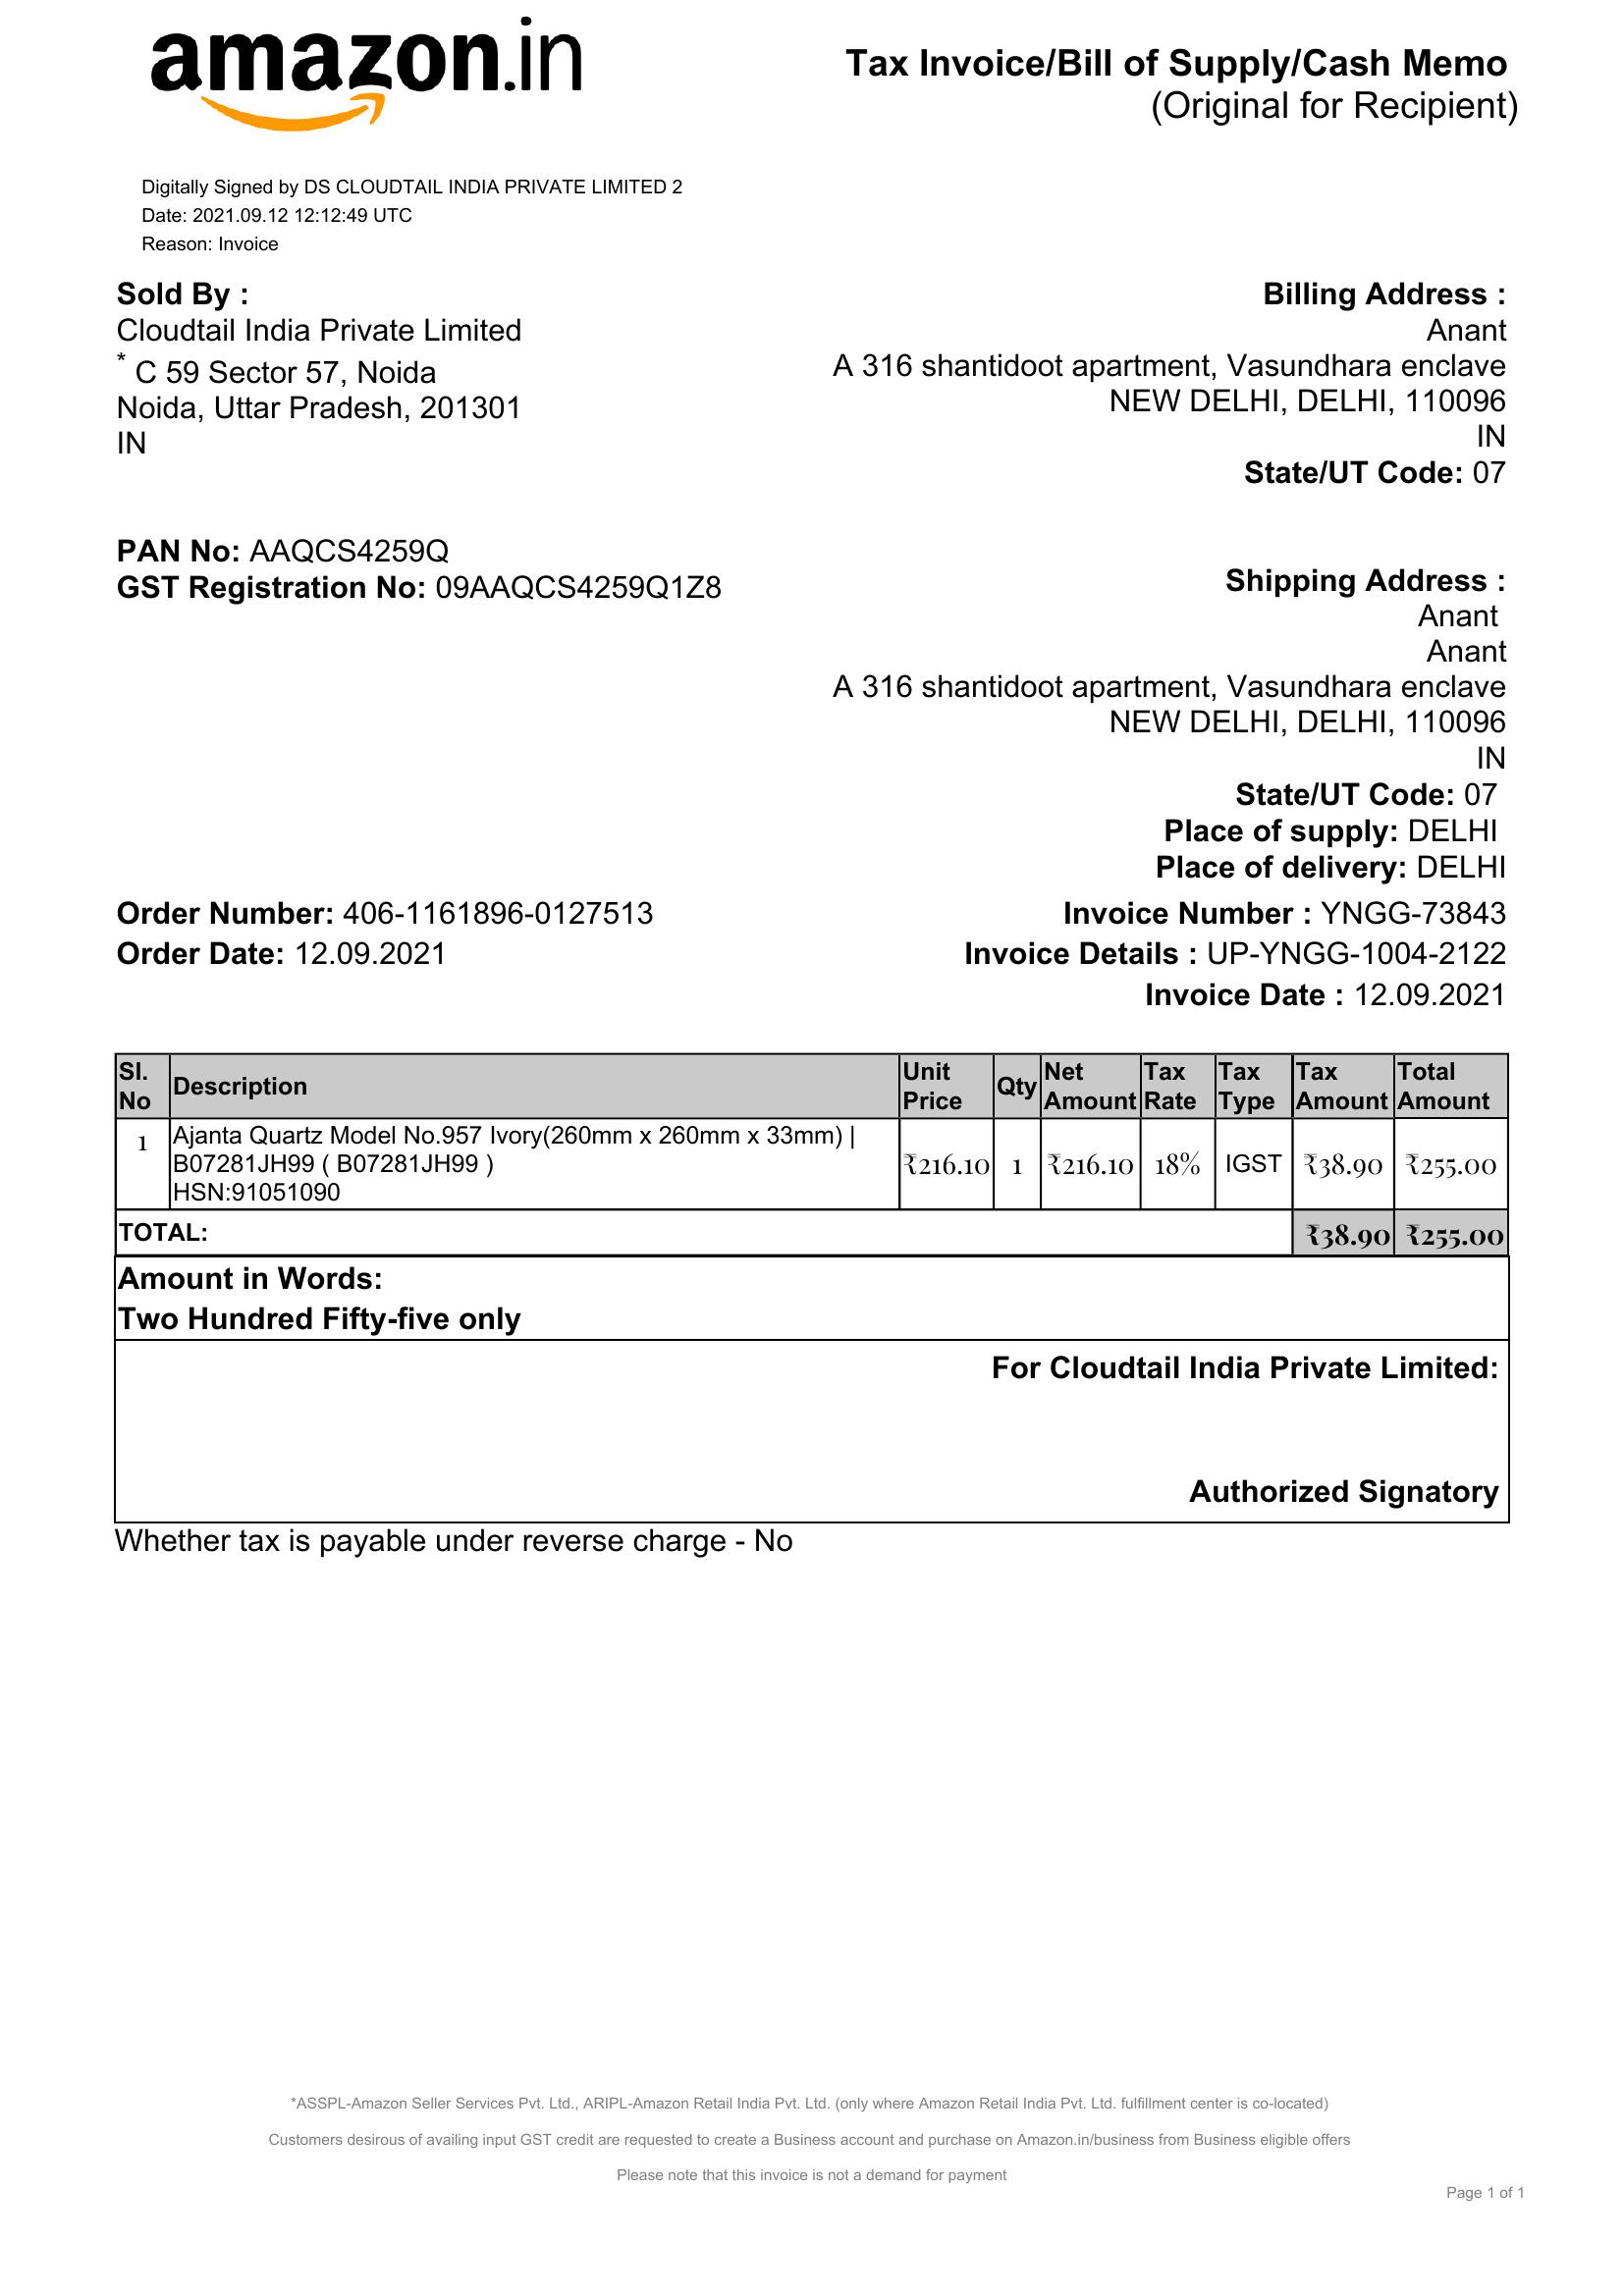 amazon.in
Tax Invoice/Bill of Supply/Cash Memo
(Original for Recipient)
Digitally Signed by DS CLOUDTAIL INDIA PRIVATE LIMITED 2
Date: 2021.09.12 12:12:49 UTC
Reason: Invoice
Sold By :
Cloudtail India Private Limited
* C 59 Sector 57, Noida
Noida, Uttar Pradesh, 201301
IN
PAN No: AAQCS4259Q
GST Registration No: 09AAQCS4259Q1Z8
Billing Address :
Anant
A 316 shantidoot apartment, Vasundhara enclave
NEW DELHI, DELHI, 110096
IN
State/UT Code: 07
Shipping Address :
Anant
Anant
A 316 shantidoot apartment, Vasundhara enclave
NEW DELHI, DELHI, 110096
IN
State/UT Code: 07
Place of supply: DELHI
Place of delivery: DELHI
Order Number: 406-1161896-0127513
Order Date: 12.09.2021
Invoice Number : YNGG-73843
Invoice Details : UP-YNGG-1004-2122
Invoice Date : 12.09.2021
Sl. No Description Unit Price Qty Net Amount Tax Rate Tax Type Tax Amount Total Amount
1 Ajanta Quartz Model No.957 Ivory(260mm x 260mm x 33mm) |
B07281JH99 ( B07281JH99 ) ₹216.10 1 ₹216.10 18% IGST ₹38.90 ₹255.00
HSN:91051090
TOTAL: ₹38.90 ₹255.00
Amount in Words:
Two Hundred Fifty-five only
For Cloudtail India Private Limited:
Authorized Signatory
Whether tax is payable under reverse charge - No
*ASSPL-Amazon Seller Services Pvt. Ltd., ARIPL-Amazon Retail India Pvt. Ltd. (only where Amazon Retail India Pvt. Ltd. fulfillment center is co-located)
Customers desirous of availing input GST credit are requested to create a Business account and purchase on Amazon.in/business from Business eligible offers
Please note that this invoice is not a demand for payment
Page 1 of 1